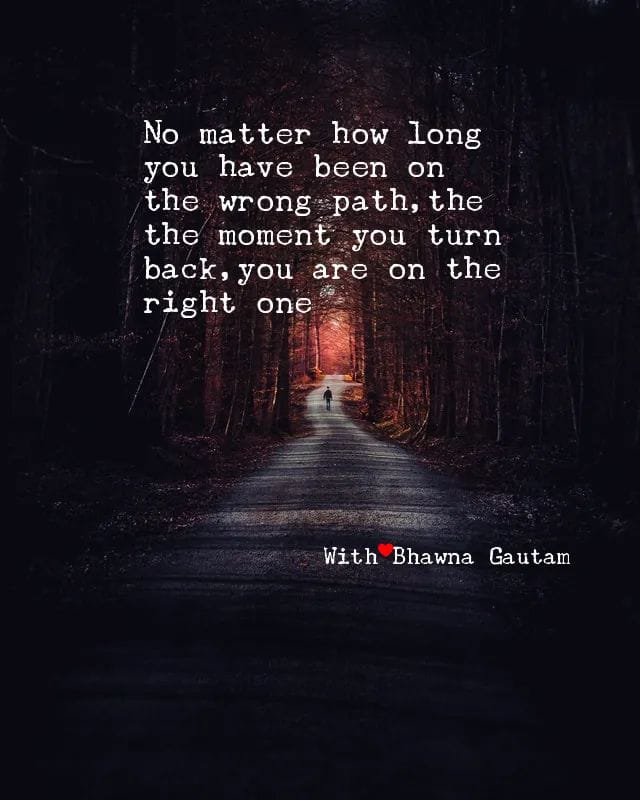 No matter how long
you have been on
the wrong path,the
the moment you turn
back,you are on the
right one
With❤Bhawna Gautam